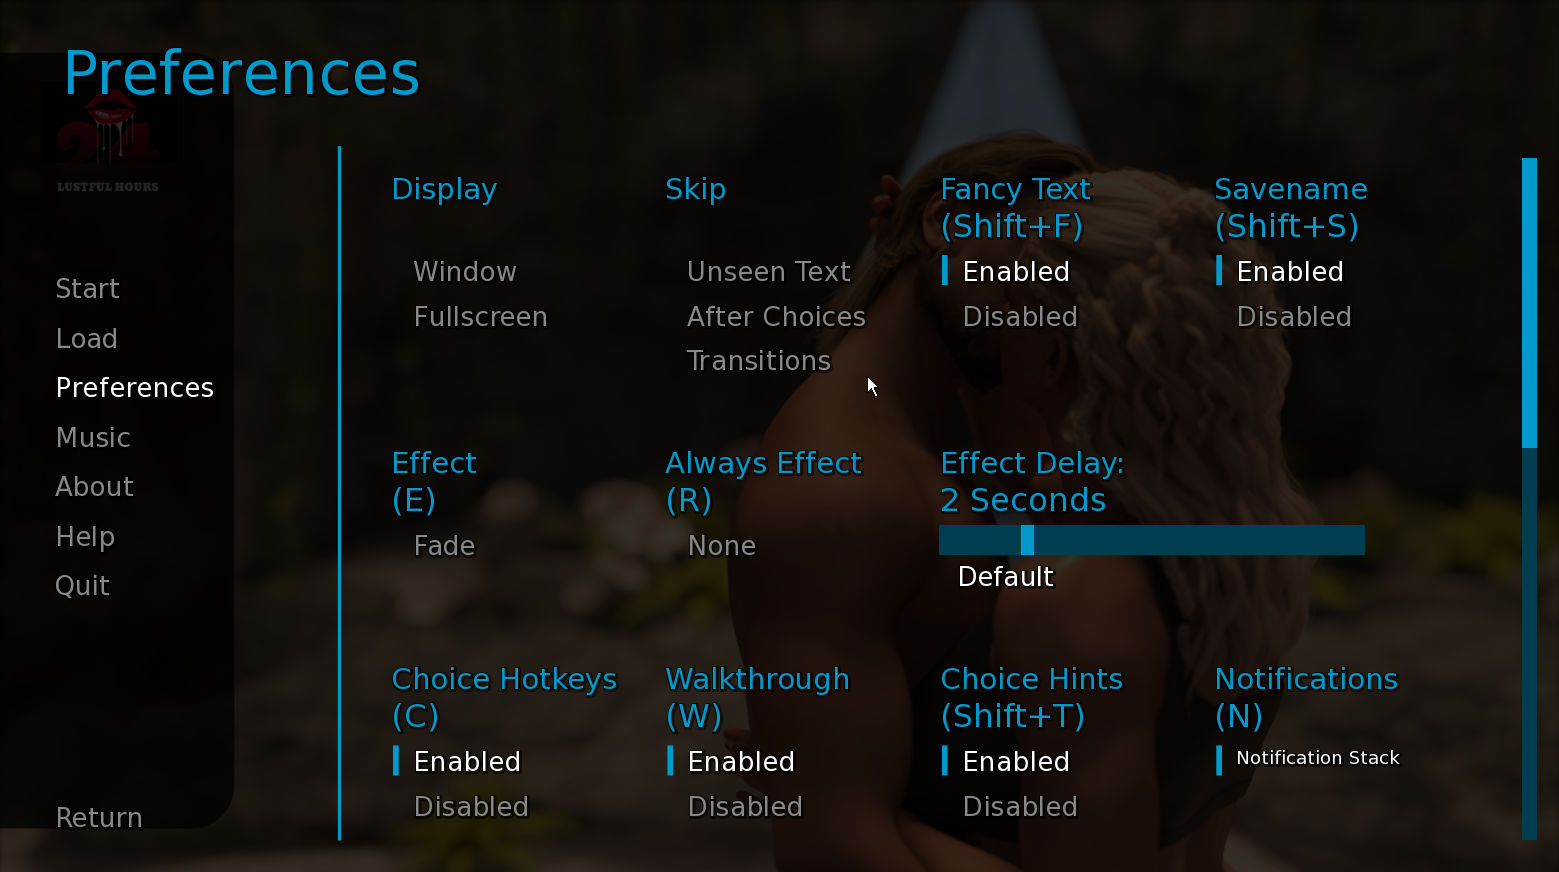 Preferences
24
LUSTFUL HOURS
Start
Load
Preferences
Music
About
Help
Quit
Return
Display
Window
Fullscreen
Skip
Unseen Text
After Choices
Transitions
Fancy Text
(Shift+F)
Enabled
Disabled
Savename
(Shift+S)
Enabled
Disabled
Effect
(E)
Fade
Always Effect
(R)
None
Effect Delay:
2 Seconds
Default
Choice Hotkeys
(C)
Enabled
Disabled
Walkthrough
(W)
Enabled
Disabled
Choice Hints
(Shift+T)
Enabled
Disabled
Notifications
(N)
Notification Stack